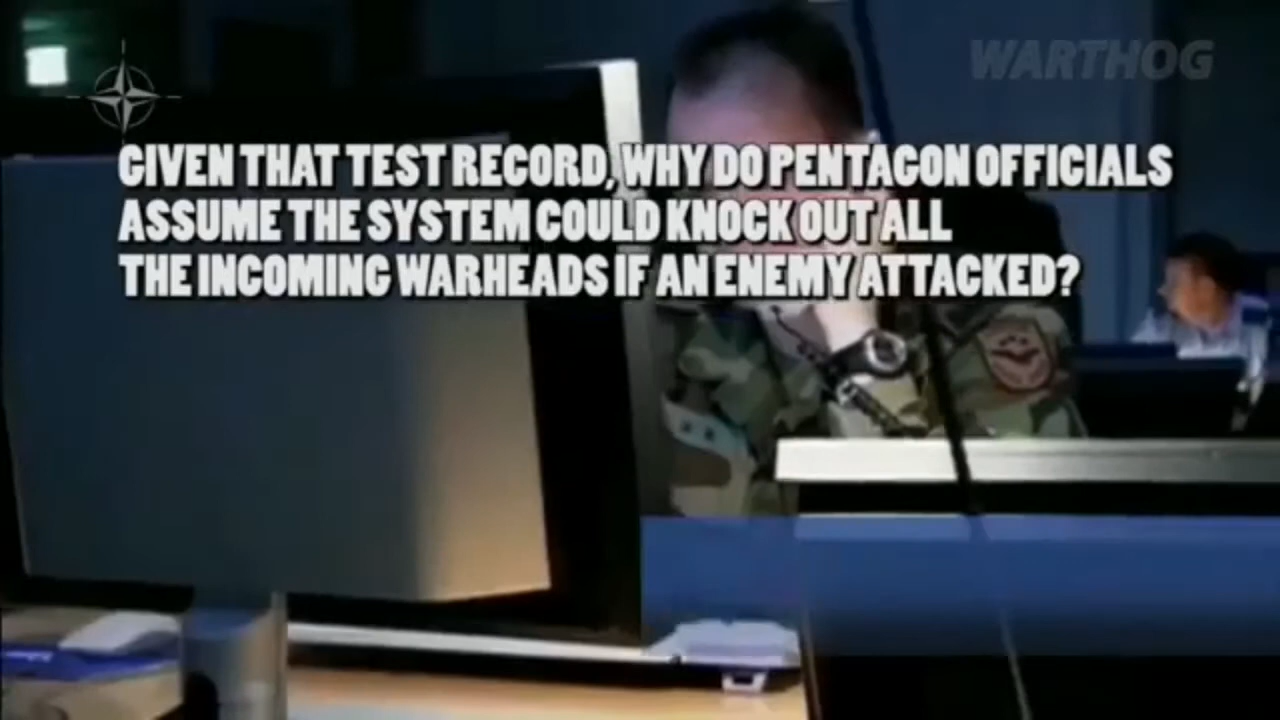 WARTHOG
GIVEN THAT TEST RECORD, WHY DO PENTAGON OFFICIALS
ASSUME THE SYSTEM COULD KNOCK OUT ALL
THE INCOMING WARHEADS IF AN ENEMY ATTACKED?